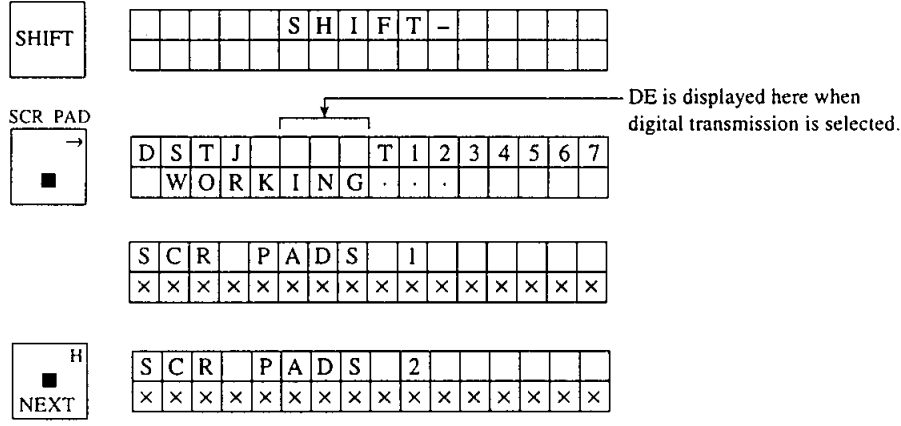 SHIFT
SHIFT-
DE is displayed here when
digital transmission is selected.
SCR PAD
→
■
DSTJ T1234567
WORKING...
SCR PADS 1
××××××××××××××××
H
■
NEXT
SCR PADS 2
××××××××××××××××